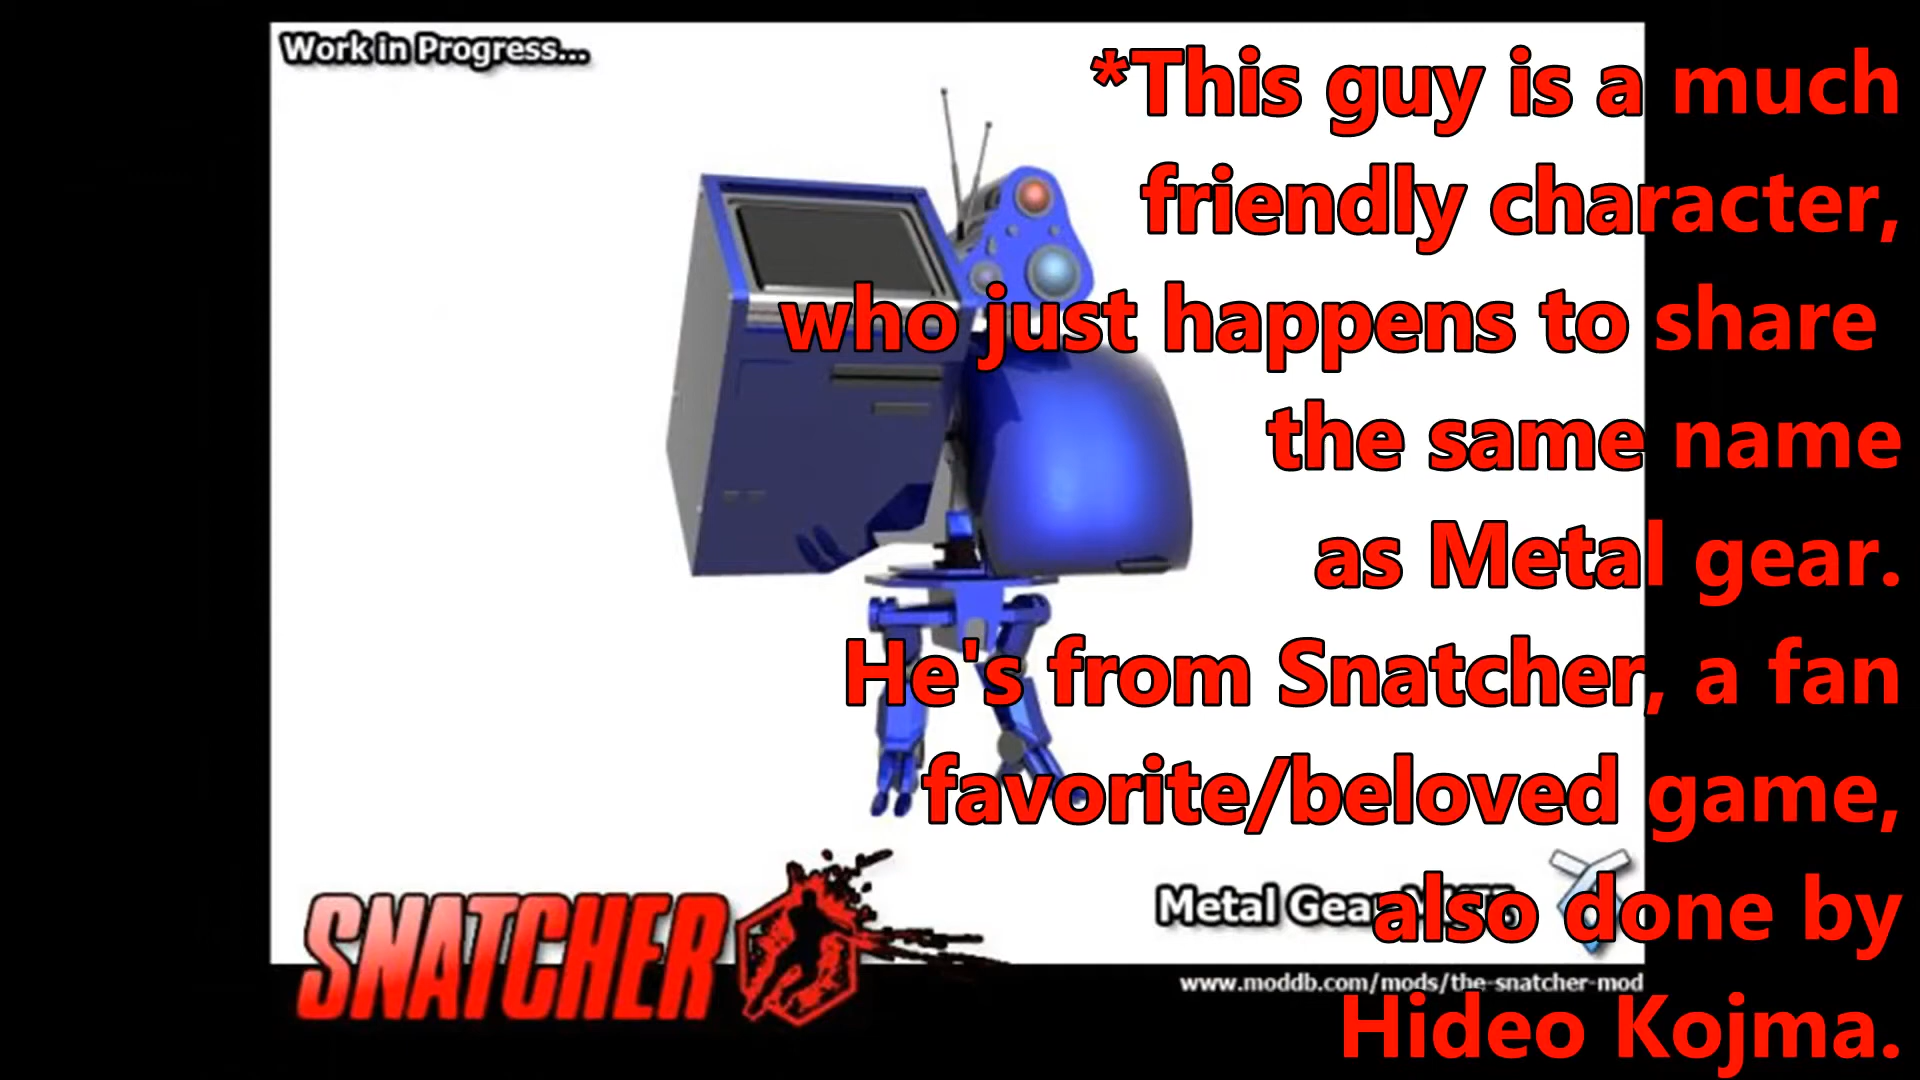 Work in Progress...
*This guy is a much
friendly character,
who just happens to share
the same name
as Metal gear.
He's from Snatcher, a fan
favorite/beloved game,
also done by
Hideo Kojma.
SNATCHER
Metal Gear
www.moddb.com/mods/the-snatcher-mod